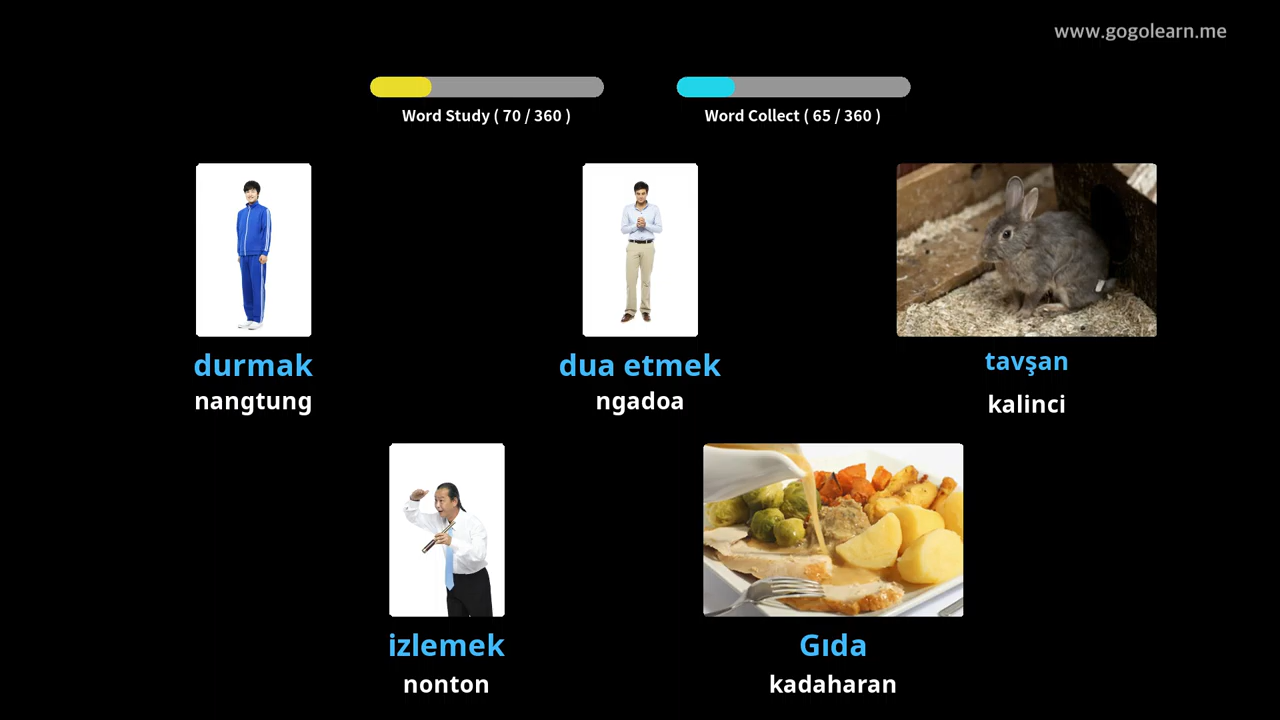 www.gogolearn.me
Word Study ( 70 / 360 )
Word Collect ( 65 / 360 )
durmak
nangtung
dua etmek
ngadoa
tavşan
kalinci
izlemek
nonton
Gıda
kadaharan